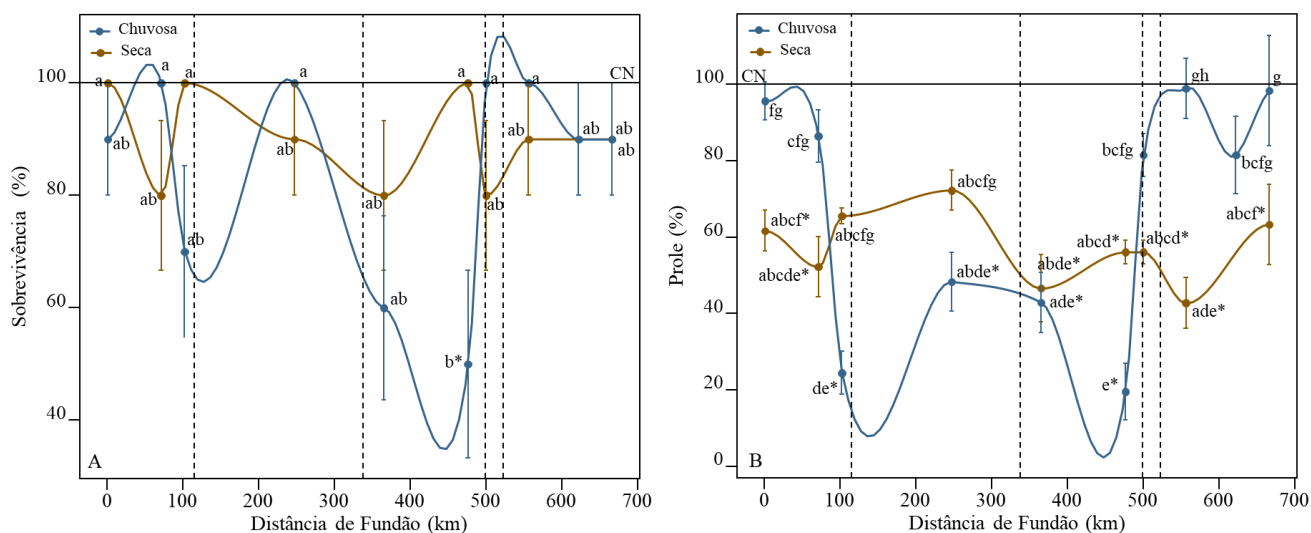 Chuvosa
Seca
CN
a a a a a a a
ab ab ab ab ab ab ab ab ab
ab ab
b*
100
80
60
40
Sobrevivência (%)
A
0 100 200 300 400 500 600 700
Distância de Fundão (km)
Chuvosa
Seca
CN
gh g
fg cfg bcfg bcfg
abcf* abcfg abcfg abcf*
abcde* abde* abde* abcd* abcd*
ade* ade*
de* e*
100
80
60
40
20
0
Prole (%)
B
0 100 200 300 400 500 600 700
Distância de Fundão (km)